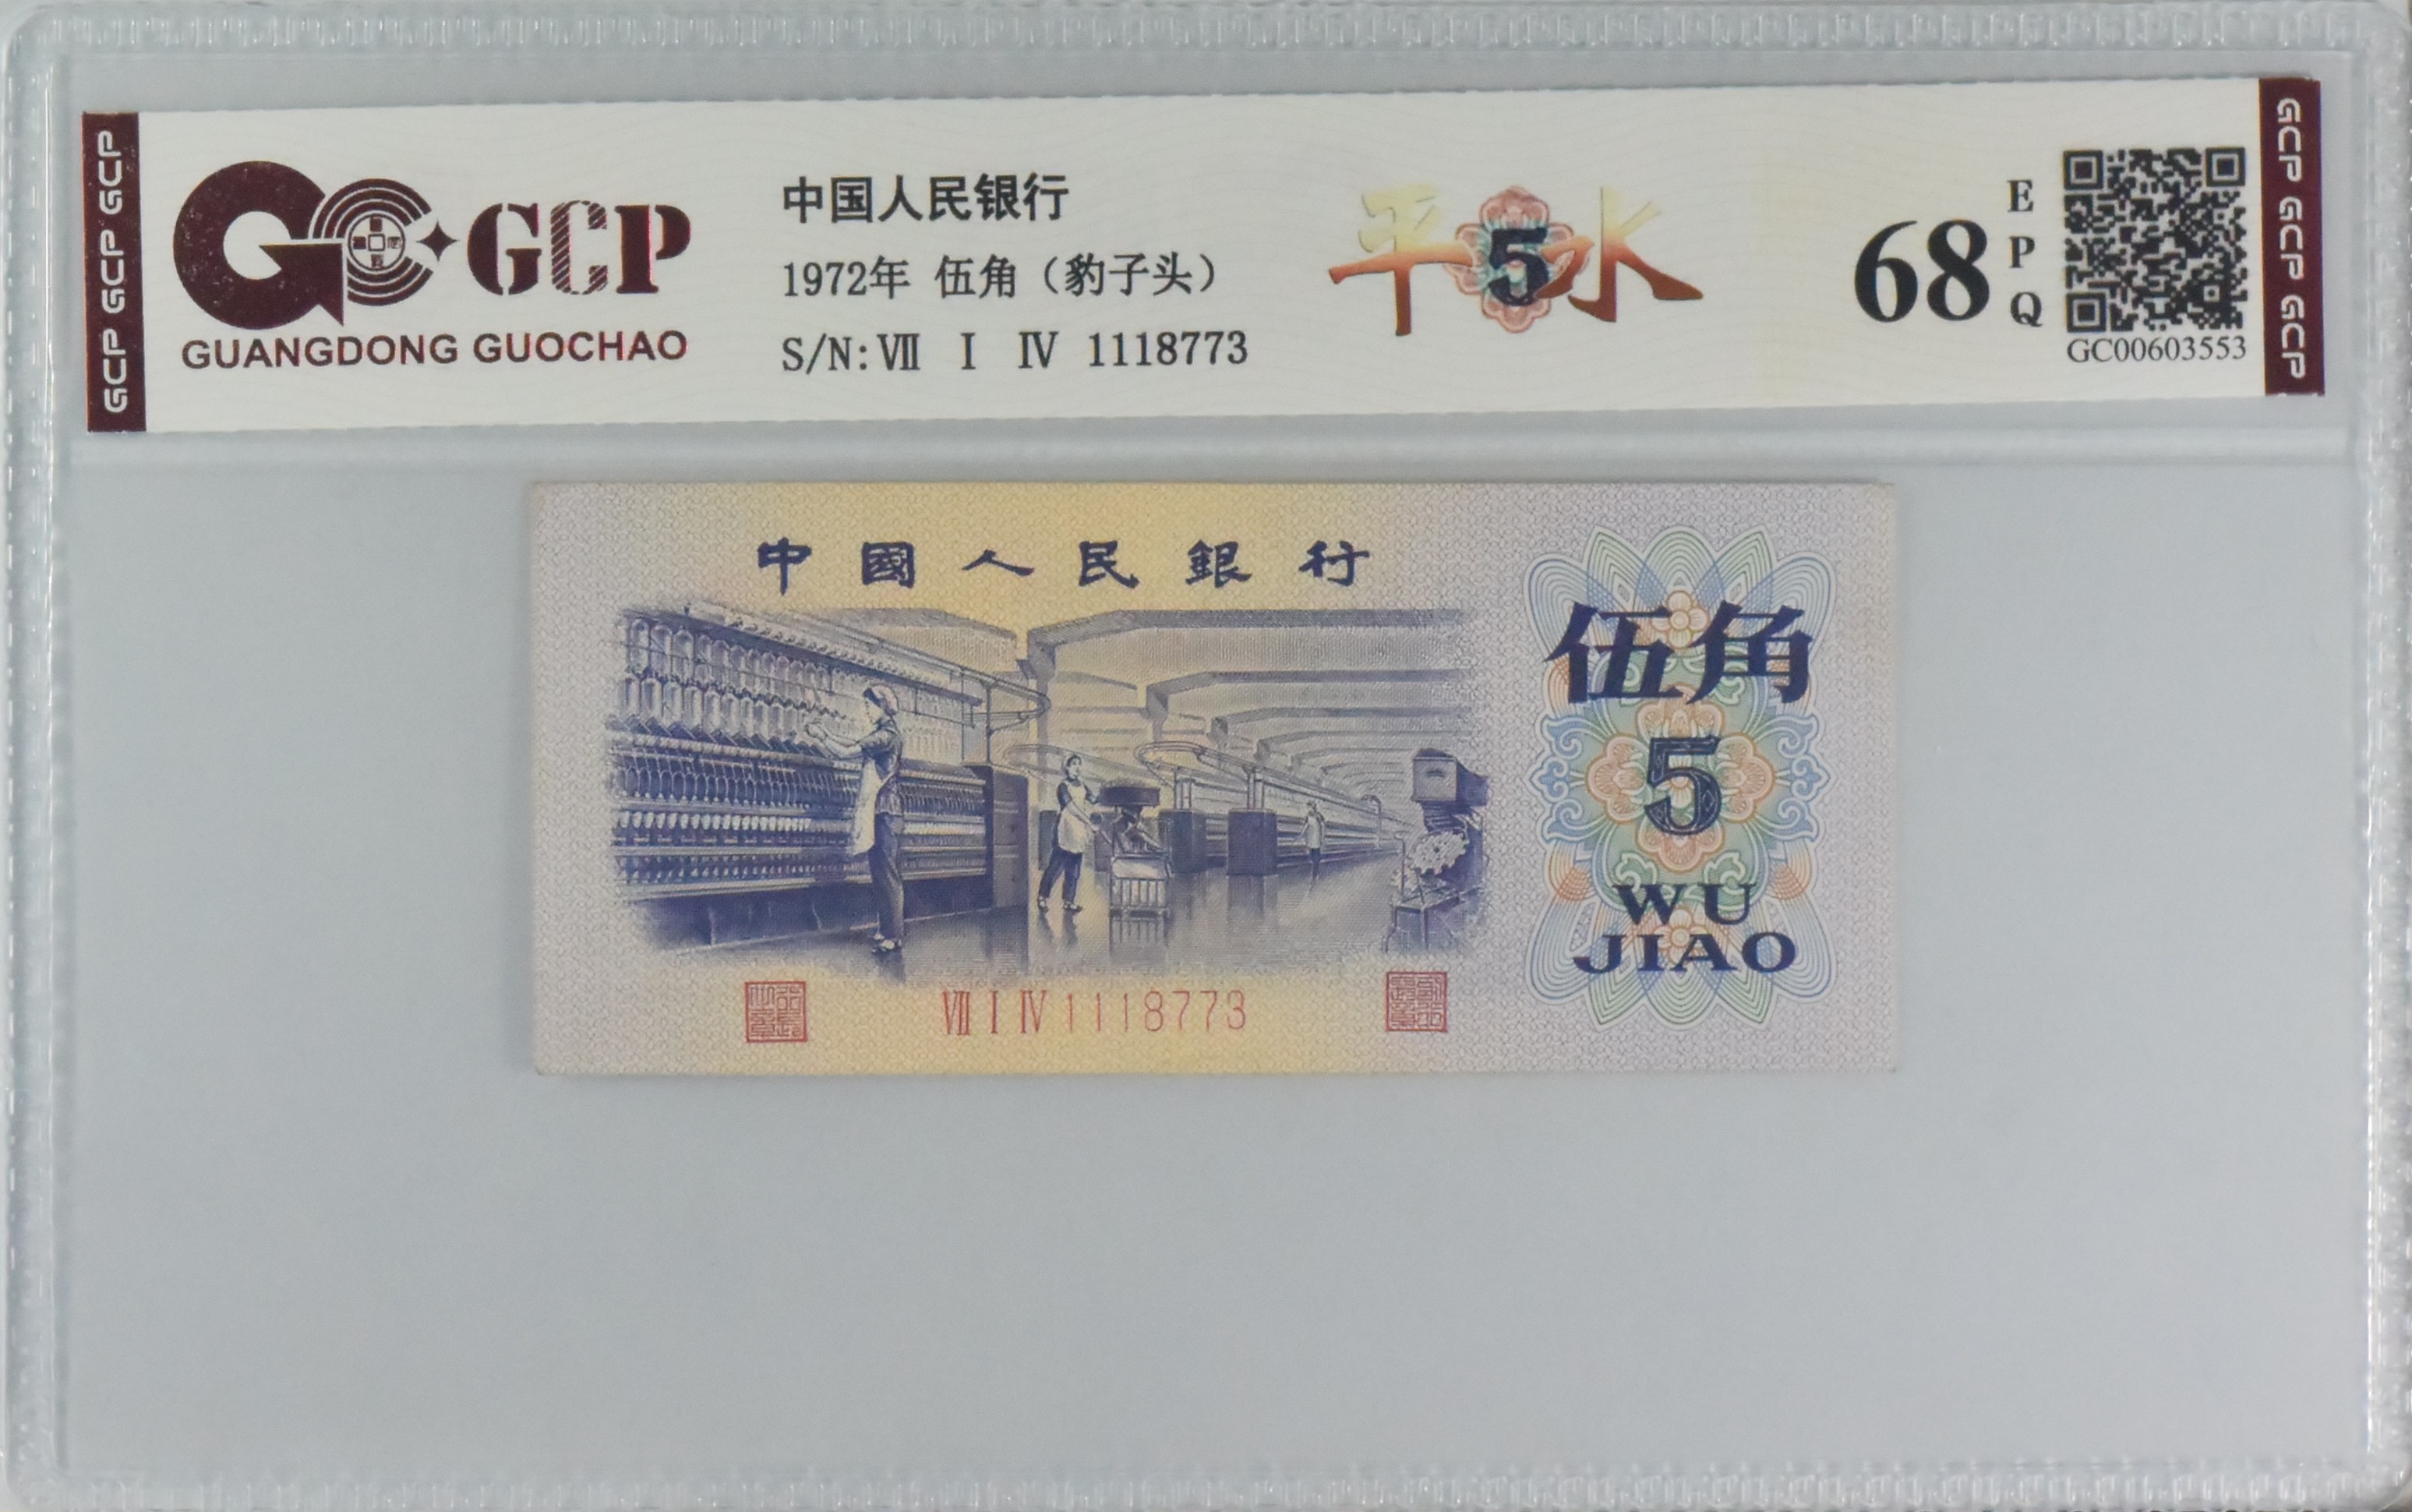 GCP GCP GCP
GCP
GUANGDONG GUOCHAO
中国人民银行
1972年 伍角（豹子头）
S/N: Ⅶ Ⅰ Ⅳ 1118773
平5水
68
E
P
Q
GC00603553
GCP GCP GCP
中國人民銀行
伍角
5
WU
JIAO
Ⅶ Ⅰ Ⅳ 1118773